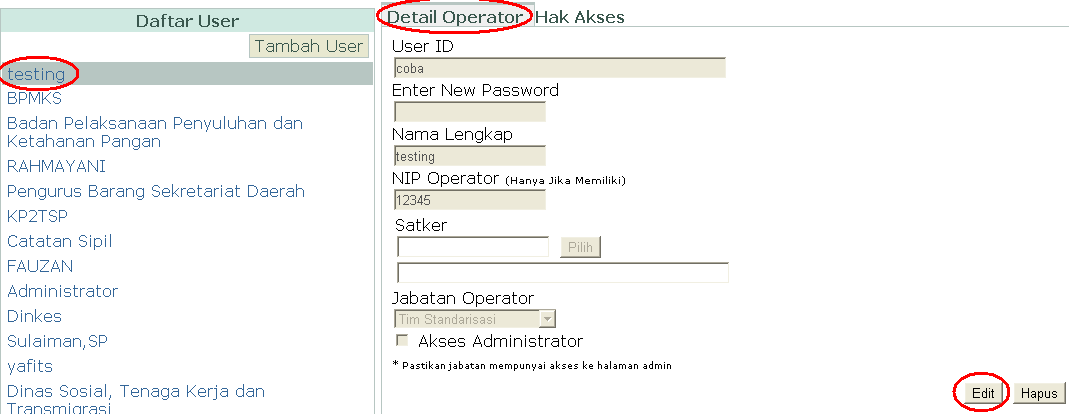 Daftar User
Tambah User
testing
BPMKS
Badan Pelaksanaan Penyuluhan dan
Ketahanan Pangan
RAHMAYANI
Pengurus Barang Sekretariat Daerah
KP2TSP
Catatan Sipil
FAUZAN
Administrator
Dinkes
Sulaiman,SP
yafits
Dinas Sosial, Tenaga Kerja dan
Transmigrasi
Detail Operator Hak Akses
User ID
coba
Enter New Password
Nama Lengkap
testing
NIP Operator (Hanya Jika Memiliki)
12345
Satker
Pilih
Jabatan Operator
Tim Standarisasi
Akses Administrator
* Pastikan jabatan mempunyai akses ke halaman admin
Edit Hapus